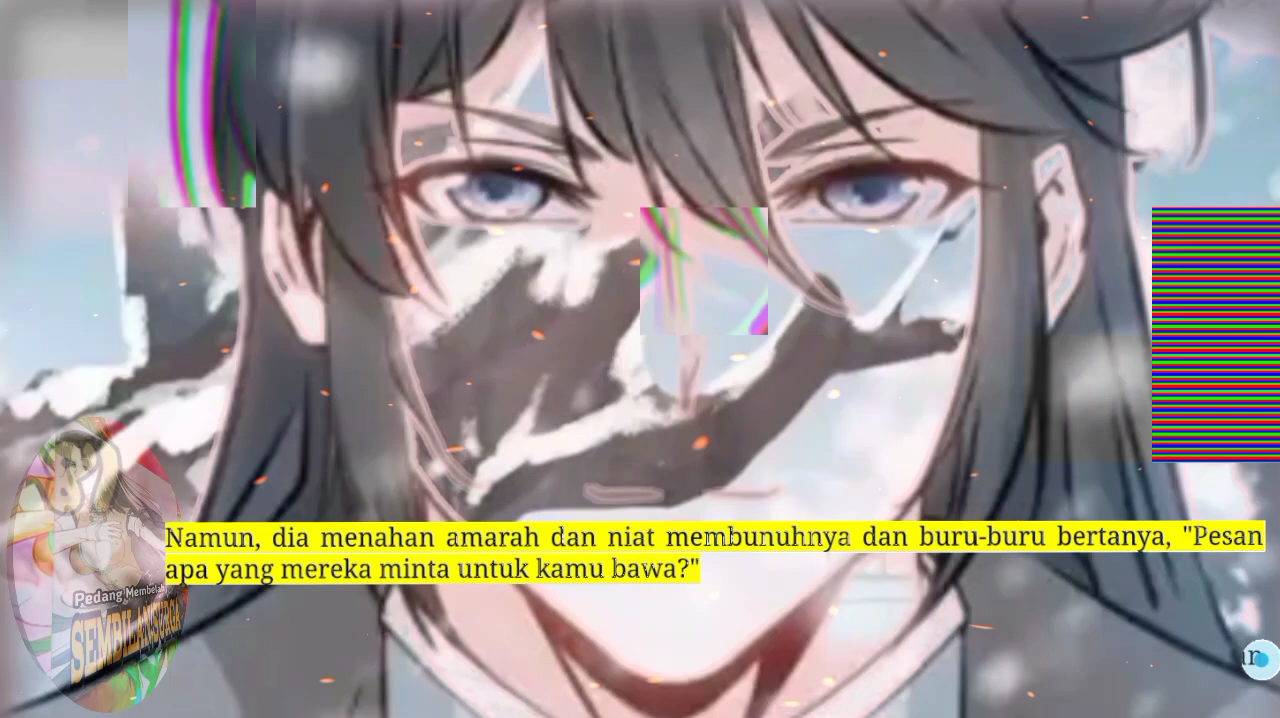 Namun, dia menahan amarah dan niat membunuhnya dan buru-buru bertanya, "Pesan
apa yang mereka minta untuk kamu bawa?"
Pedang Membelah
SEMBILAN SURGA